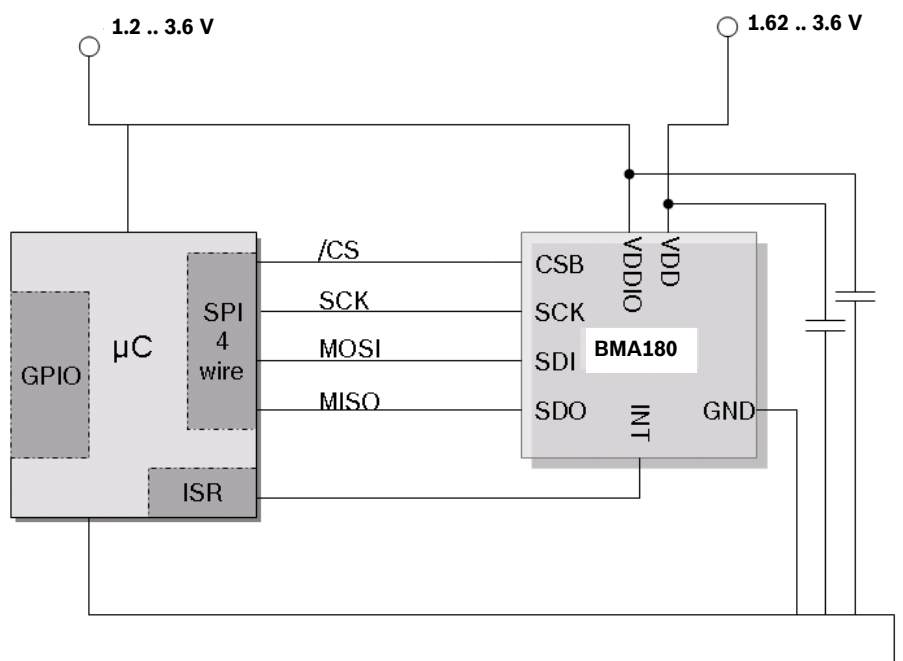 1.2 .. 3.6 V
1.62 .. 3.6 V
/CS
SCK
MOSI
MISO
GPIO
µC
SPI
4
wire
ISR
CSB
SCK
SDI
SDO
VDDIO
VDD
BMA180
INT
GND